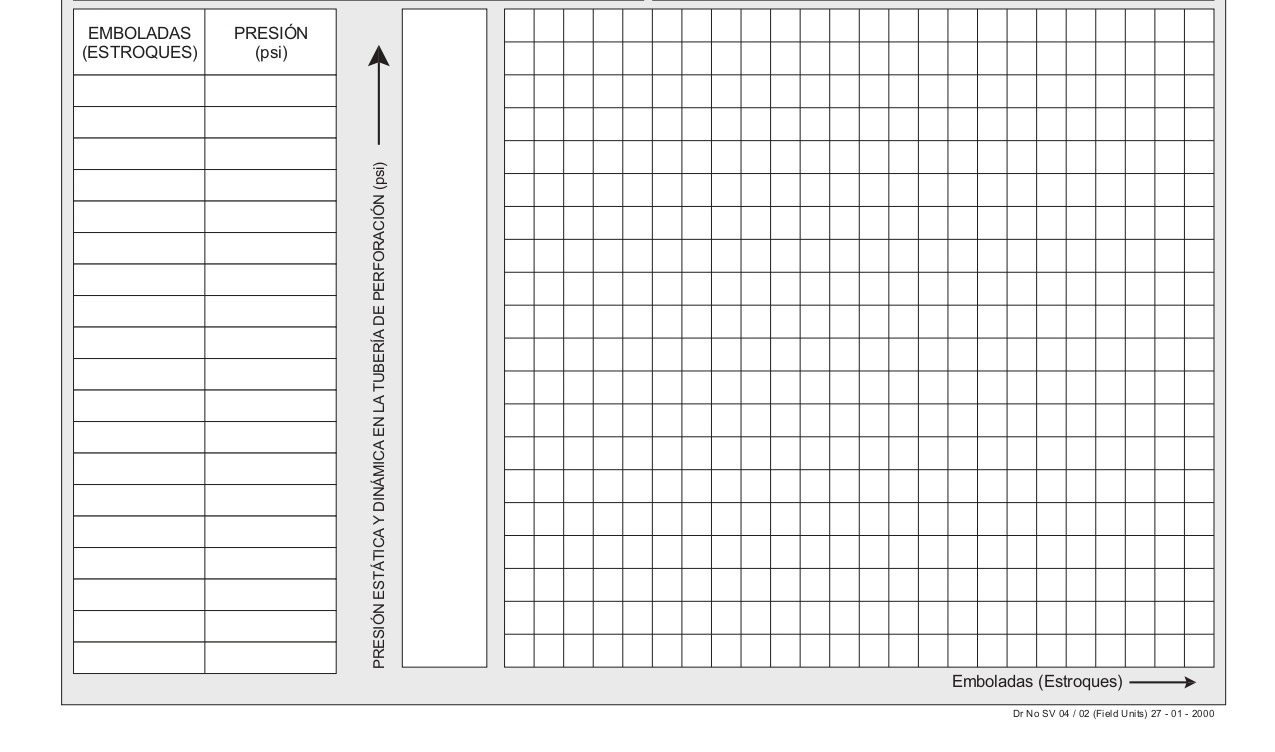 EMBOLADAS
(ESTROQUES)
PRESIÓN
(psi)
PRESIÓN ESTÁTICA Y DINÁMICA EN LA TUBERÍA DE PERFORACIÓN (psi)
Emboladas (Estroques)
Dr No SV 04 / 02 (Field Units) 27 - 01 - 2000